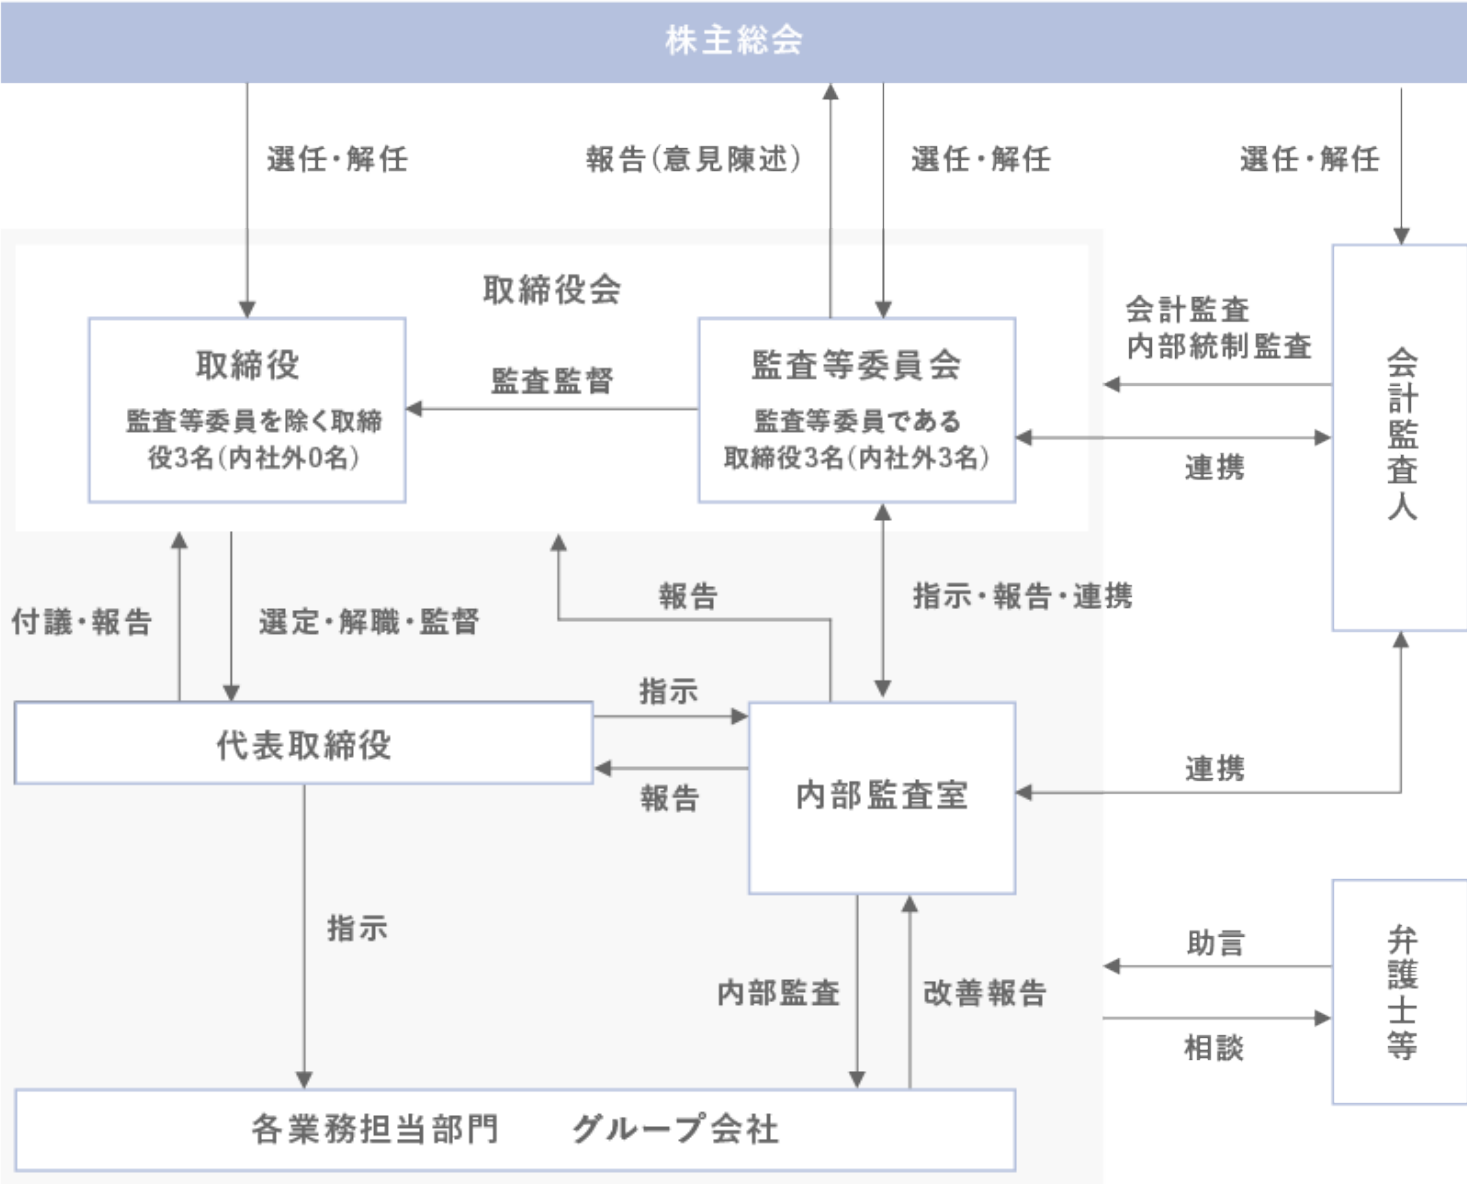 株主総会
選任・解任
報告(意見陳述)
選任・解任
選任・解任
取締役会
取締役
監査等委員を除く取締
役3名(内社外0名)
監査監督
監査等委員会
監査等委員である
取締役3名(内社外3名)
会計監査
内部統制監査
連携
会計監査人
付議・報告
選定・解職・監督
報告
指示・報告・連携
代表取締役
指示
報告
内部監査室
連携
指示
内部監査
改善報告
助言
相談
弁護士等
各業務担当部門 グループ会社